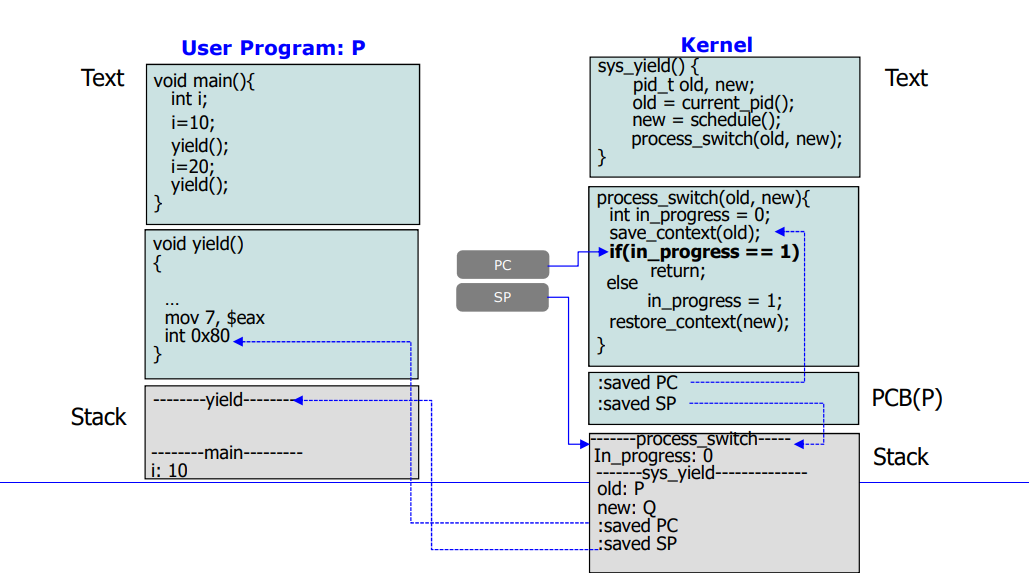 User Program: P
Text
void main(){
int i;
i=10;
yield();
i=20;
yield();
}
void yield()
{
...
mov 7, $eax
int 0x80
}
Stack
--------yield--------
--------main---------
i: 10
PC
SP
Kernel
Text
sys_yield() {
pid_t old, new;
old = current_pid();
new = schedule();
process_switch(old, new);
}
process_switch(old, new){
int in_progress = 0;
save_context(old);
if(in_progress == 1)
return;
else
in_progress = 1;
restore_context(new);
}
:saved PC
:saved SP
PCB(P)
Stack
-------process_switch-----
In_progress: 0
-------sys_yield--------------
old: P
new: Q
:saved PC
:saved SP